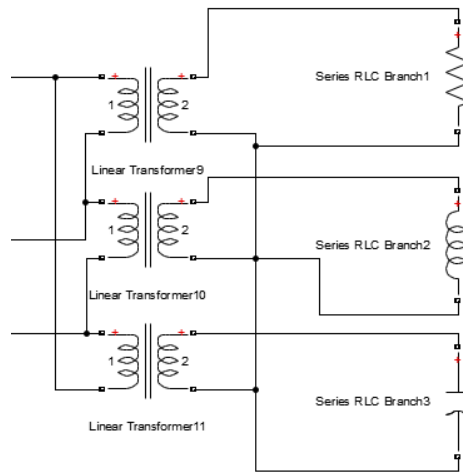 Series RLC Branch1
1 2
Linear Transformer9
1 2
Series RLC Branch2
Linear Transformer10
1 2
Series RLC Branch3
Linear Transformer11